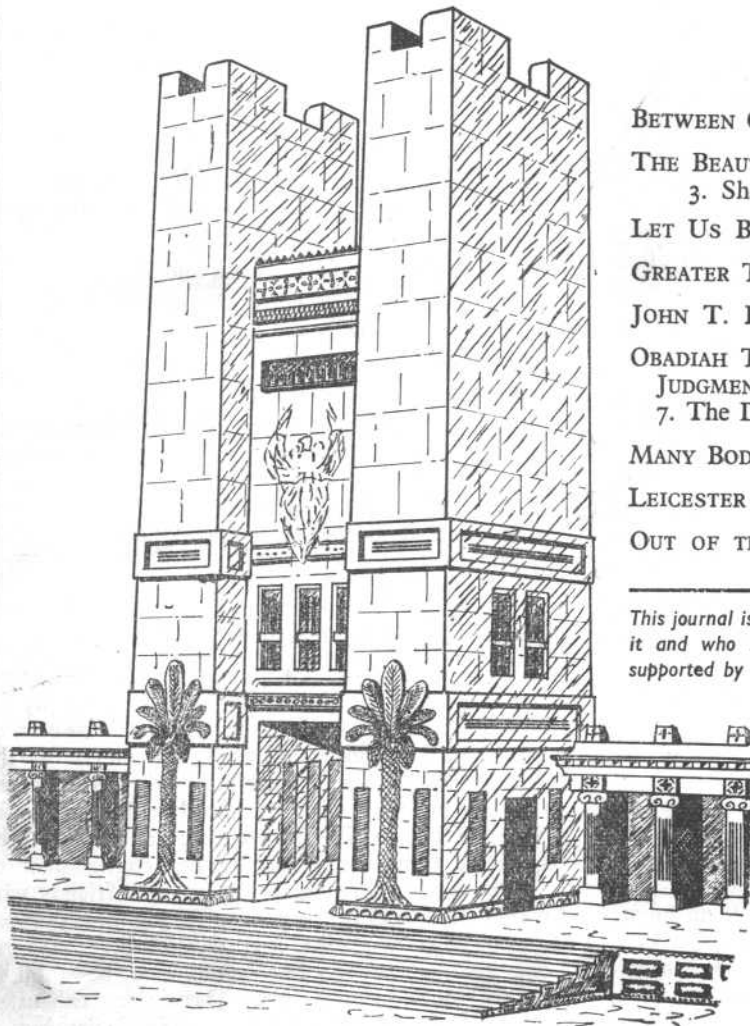 BETWEEN
THE
3. Sh
LET US B
GREATER T
JOHN T.
OBADIAH T
JUDGMEN
7. The D
MANY BOD
LEICESTER
OUT OF TH
This journal is
it and who
supported by